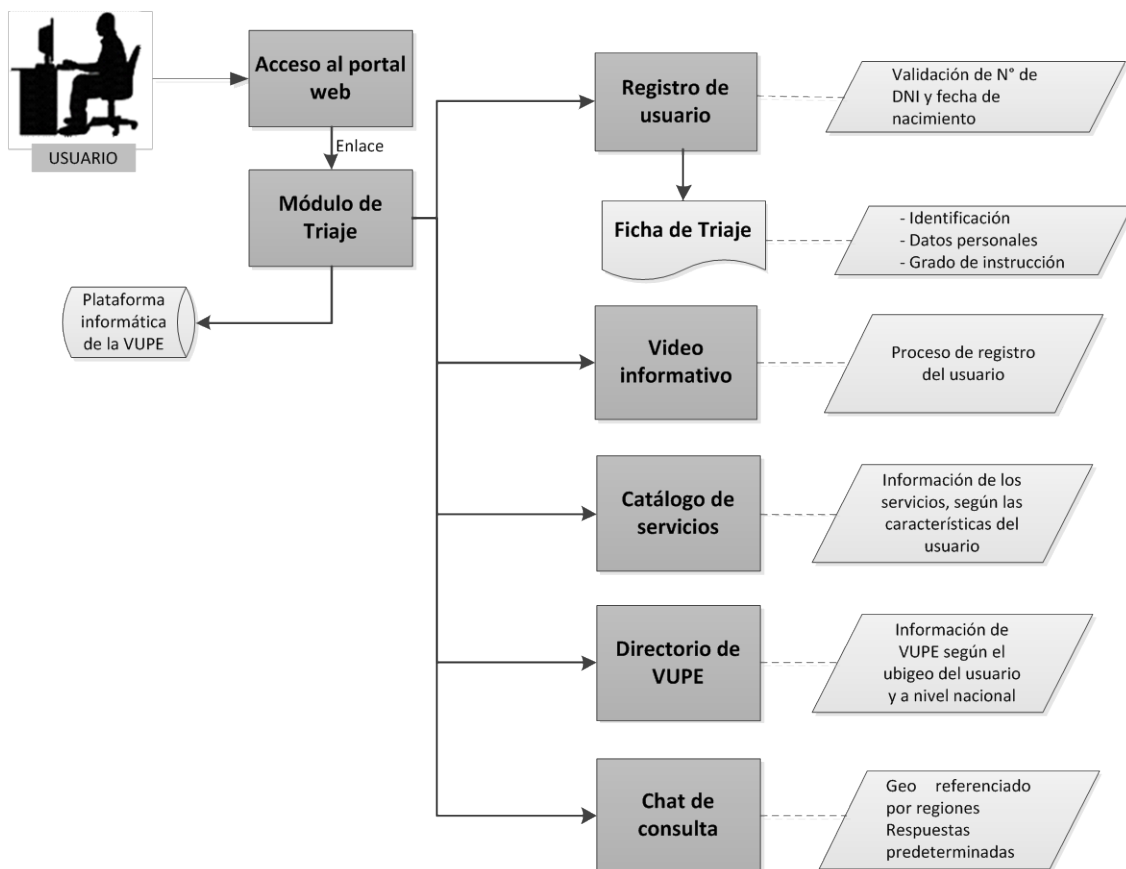 USUARIO
Acceso al portal
web
Enlace
Módulo de
Triaje
Plataforma
informática
de la VUPE
Registro de
usuario
Validación de N° de
DNI y fecha de
nacimiento
Ficha de Triaje
- Identificación
- Datos personales
- Grado de instrucción
Video
informativo
Proceso de registro
del usuario
Catálogo de
servicios
Información de los
servicios, según las
características del
usuario
Directorio de
VUPE
Información de
VUPE según el
ubigeo del usuario
y a nivel nacional
Chat de
consulta
Geo referenciado
por regiones
Respuestas
predeterminadas